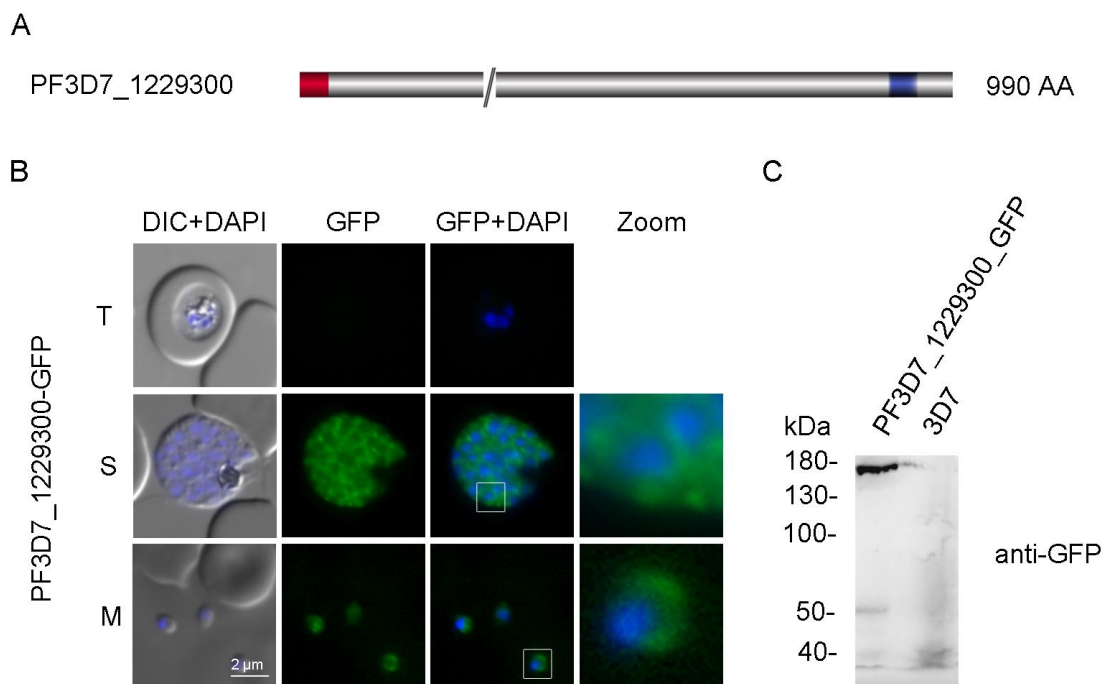 A
PF3D7_1229300
990 AA
B
DIC+DAPI GFP GFP+DAPI Zoom
PF3D7_1229300-GFP
T
S
M
2 µm
C
PF3D7_1229300_GFP
3D7
kDa
180-
130-
100-
50-
40-
anti-GFP